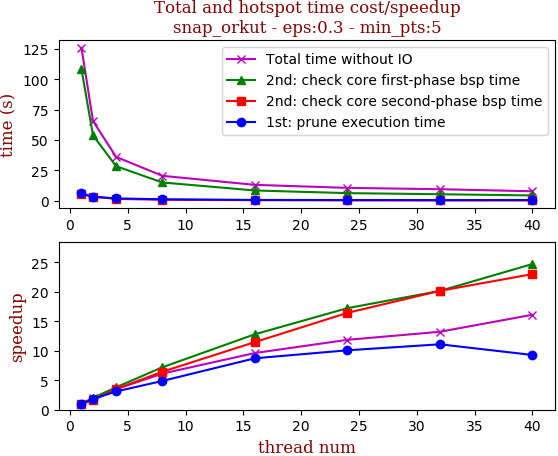 Total and hotspot time cost/speedup
snap_orkut - eps:0.3 - min_pts:5
time (s)
125
100
75
50
25
0
Total time without IO
2nd: check core first-phase bsp time
2nd: check core second-phase bsp time
1st: prune execution time
0 5 10 15 20 25 30 35 40
speedup
25
20
15
10
5
0
0 5 10 15 20 25 30 35 40
thread num